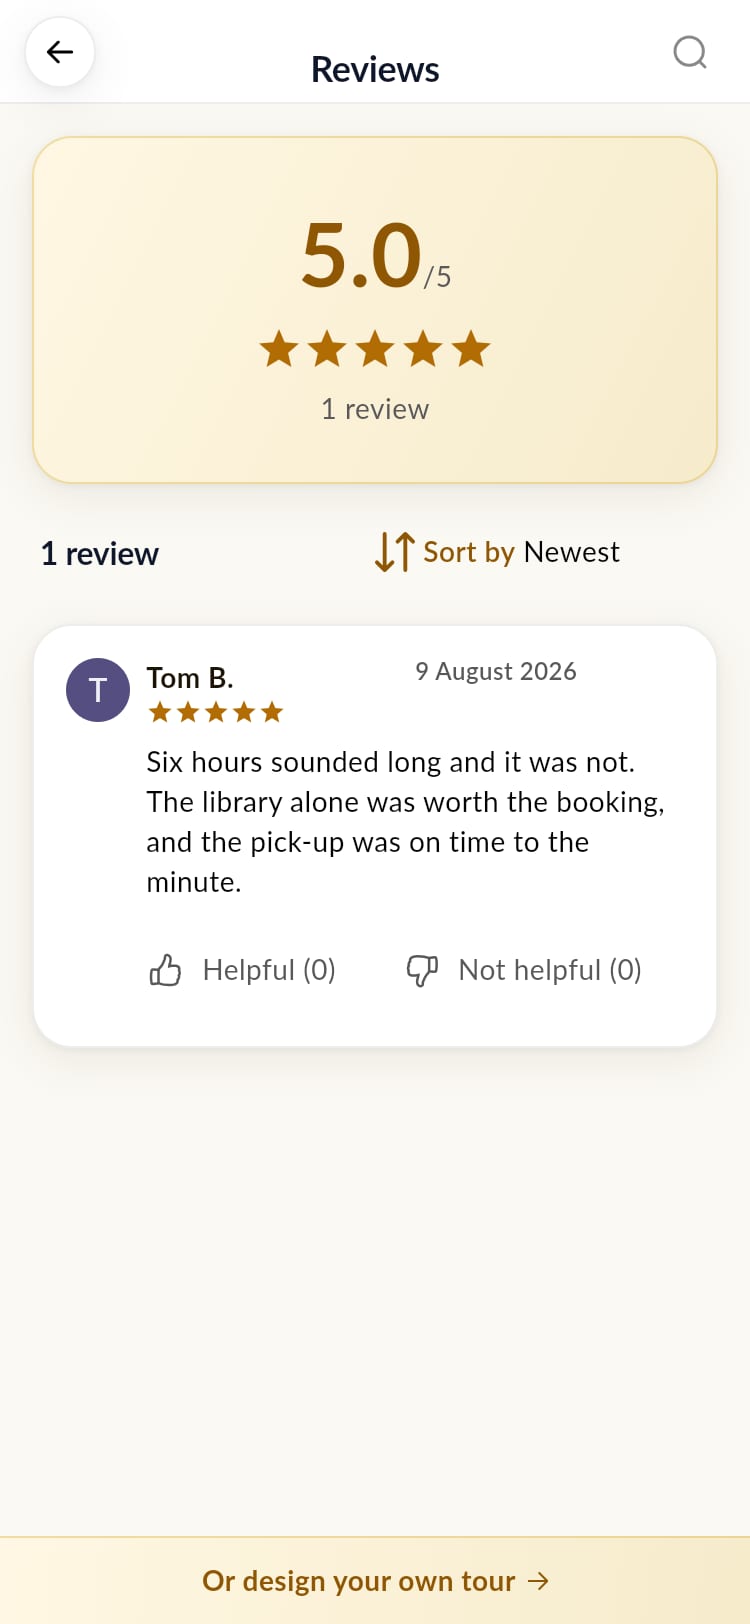 Reviews
5.0/5
1 review
1 review
Sort by Newest
T
Tom B.
9 August 2026
Six hours sounded long and it was not.
The library alone was worth the booking,
and the pick-up was on time to the
minute.
Helpful (0)
Not helpful (0)
Or design your own tour →